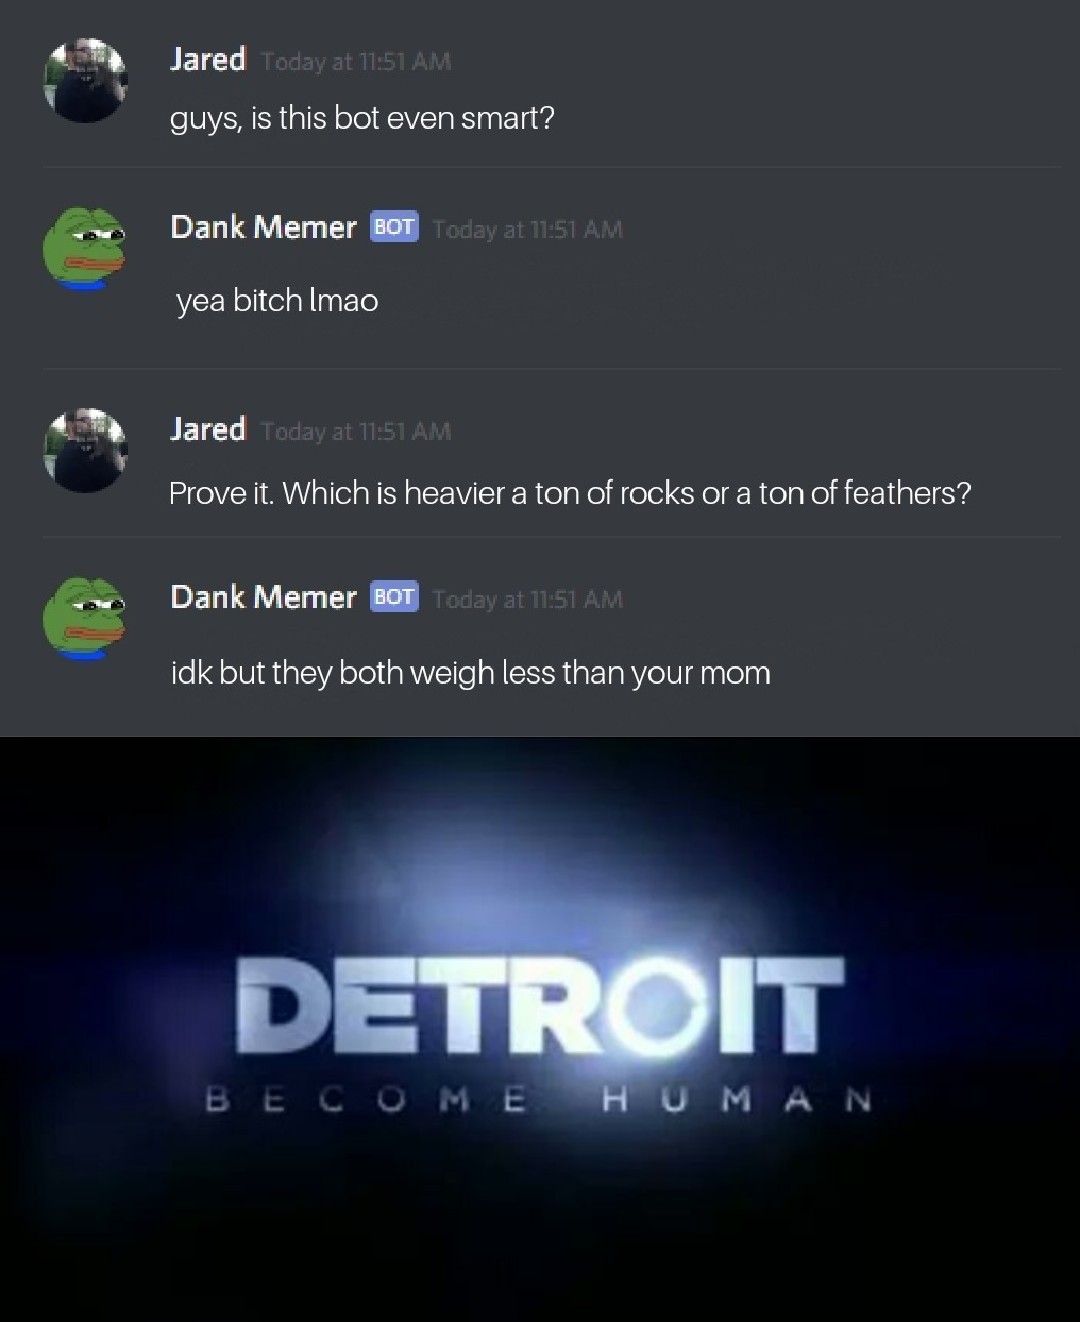 Jared Today at 11:51 AM
guys, is this bot even smart?
Dank Memer BOT Today at 11:51 AM
yea bitch lmao
Jared Today at 11:51 AM
Prove it. Which is heavier a ton of rocks or a ton of feathers?
Dank Memer BOT Today at 11:51 AM
idk but they both weigh less than your mom
DETROIT
BECOME HUMAN